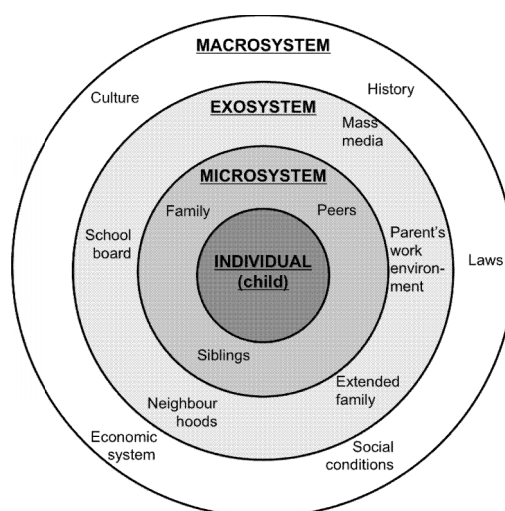 MACROSYSTEM
Culture
History
EXOSYSTEM
Mass
media
MICROSYSTEM
Family
Peers
School
board
Parent's
work
environ-
ment
Laws
INDIVIDUAL
(child)
Siblings
Extended
family
Neighbour
hoods
Economic
system
Social
conditions